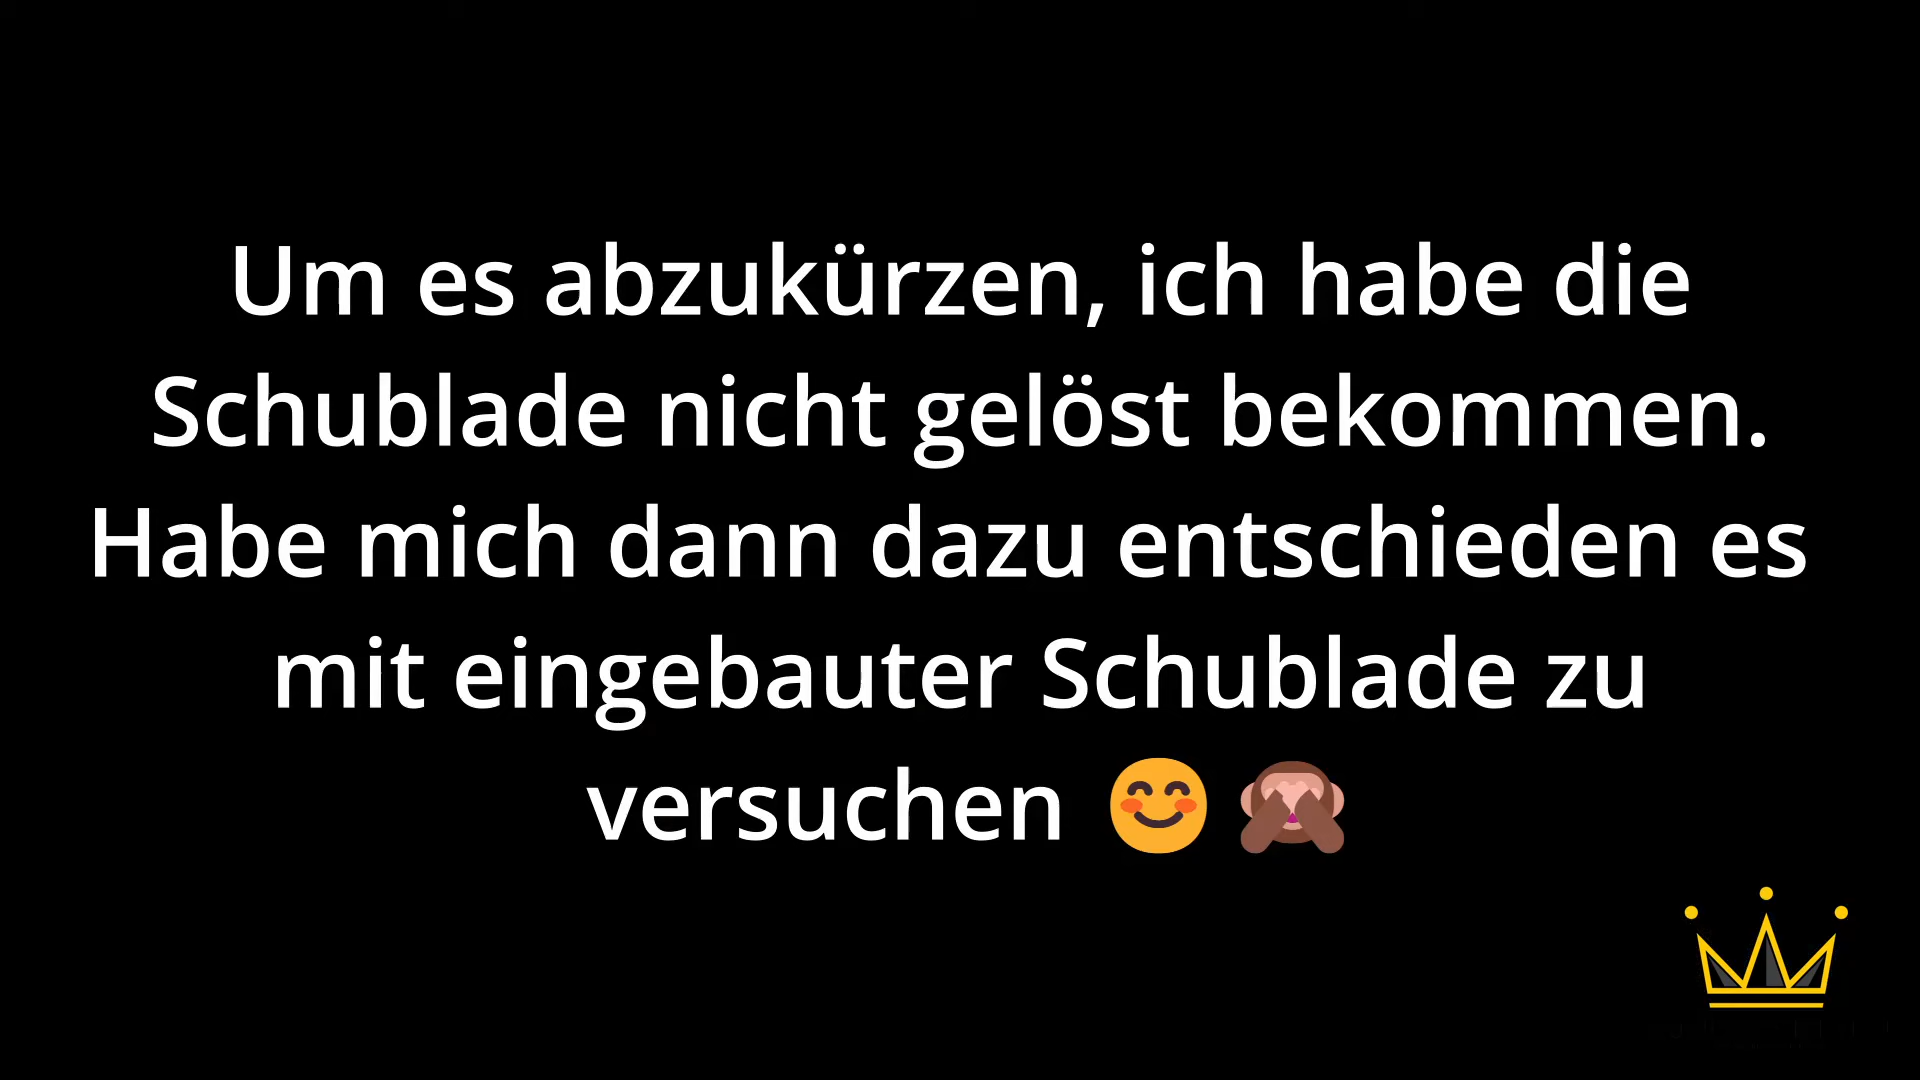 Um es abzukürzen, ich habe die
Schublade nicht gelöst bekommen.
Habe mich dann dazu entschieden es
mit eingebauter Schublade zu
versuchen 😊 🙈